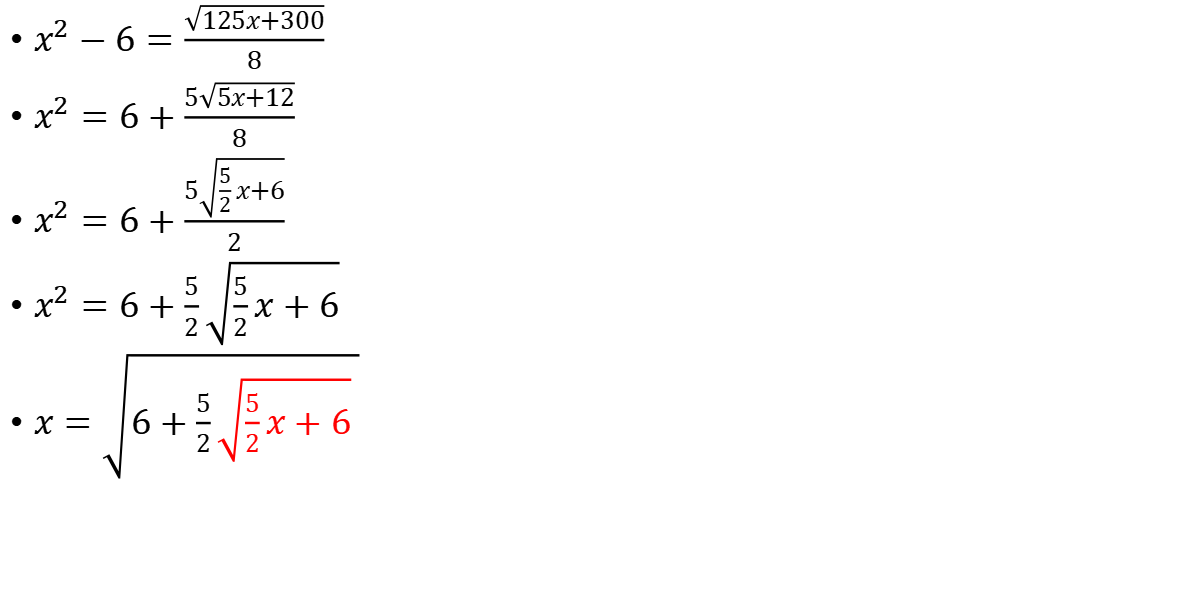 • x² − 6 = √(125x+300)/8
• x² = 6 + 5√(5x+12)/8
• x² = 6 + 5√(5/2 x+6)/2
• x² = 6 + 5/2 √(5/2 x + 6)
• x = √(6 + 5/2 √(5/2 x + 6))